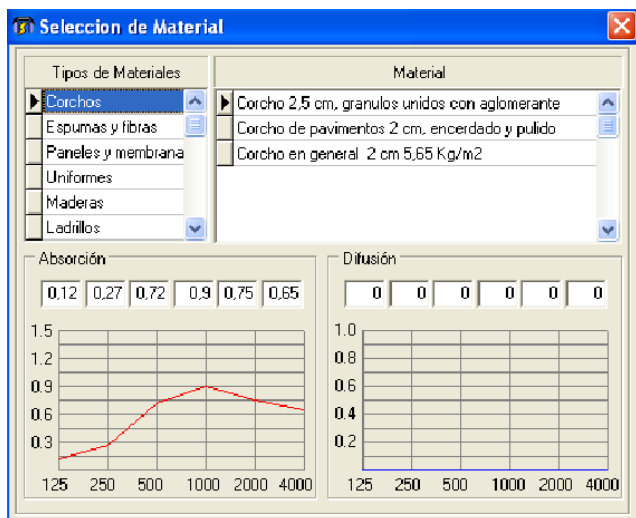 Seleccion de Material
Tipos de Materiales
Material
Corchos
Espumas y fibras
Paneles y membrana
Uniformes
Maderas
Ladrillos
Corcho 2,5 cm, granulos unidos con aglomerante
Corcho de pavimentos 2 cm, encerdado y pulido
Corcho en general 2 cm 5,65 Kg/m2
Absorción
0,12 0,27 0,72 0,9 0,75 0,65
1.5
1.2
0.9
0.6
0.3
125 250 500 1000 2000 4000
Difusión
0 0 0 0 0 0
1.0
0.8
0.6
0.4
0.2
125 250 500 1000 2000 4000